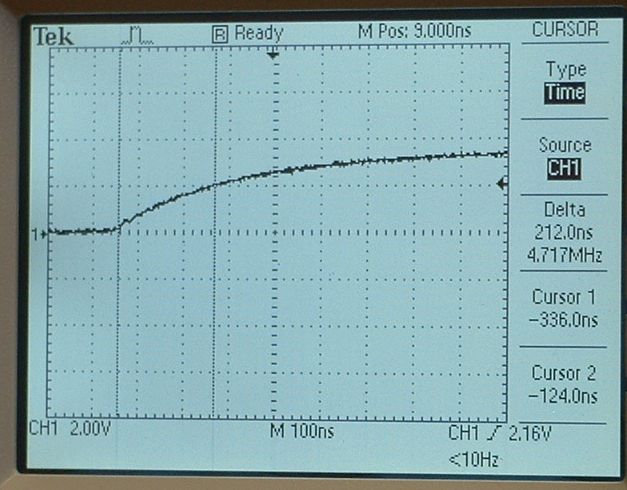 Tek
R Ready
M Pos: 9.000ns
CURSOR
Type
Time
Source
CH1
Delta
212.0ns
4.717MHz
Cursor 1
-336.0ns
Cursor 2
-124.0ns
1
CH1 2.00V
M 100ns
CH1 2.16V
<10Hz